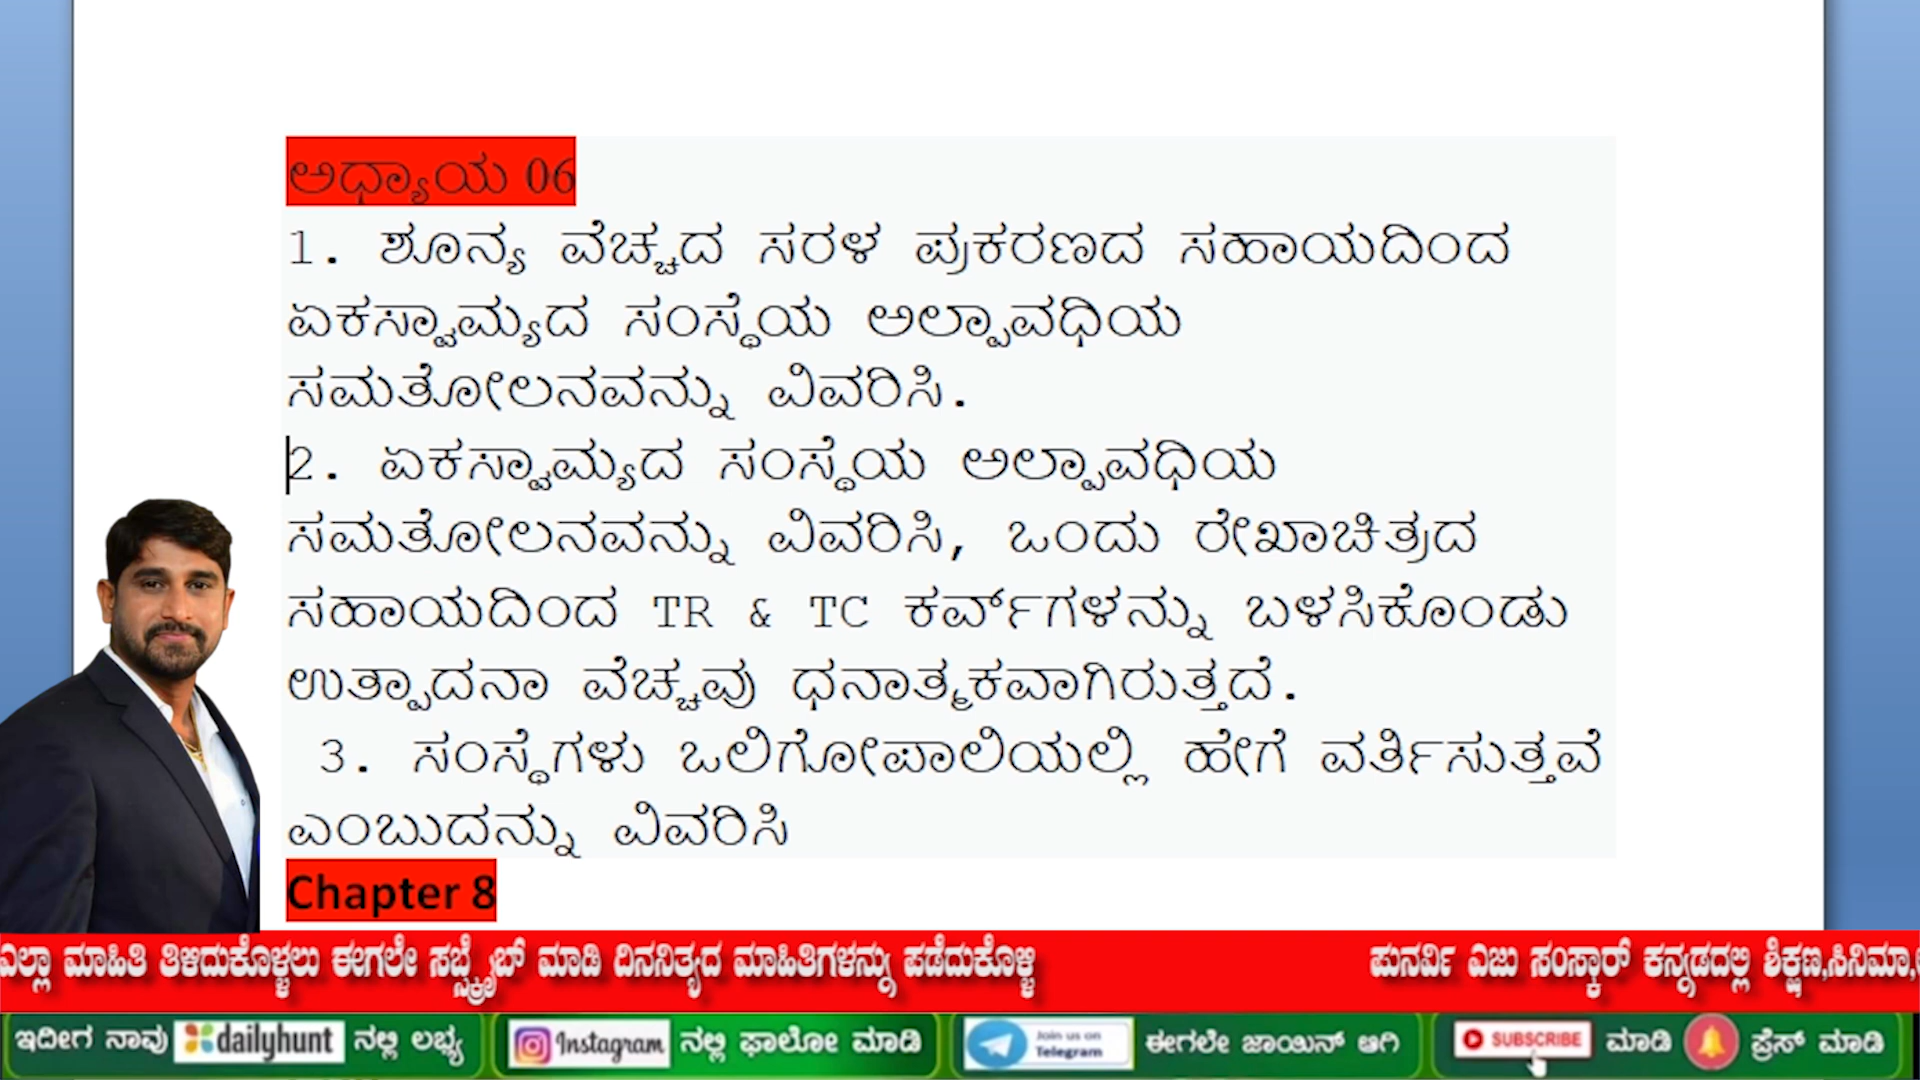 ಅಧ್ಯಾಯ 06
1. ಶೂನ್ಯ ವೆಚ್ಚದ ಸರಳ ಪ್ರಕರಣದ ಸಹಾಯದಿಂದ
ಏಕಸ್ವಾಮ್ಯದ ಸಂಸ್ಥೆಯ ಅಲ್ಪಾವಧಿಯ
ಸಮತೋಲನವನ್ನು ವಿವರಿಸಿ.
2. ಏಕಸ್ವಾಮ್ಯದ ಸಂಸ್ಥೆಯ ಅಲ್ಪಾವಧಿಯ
ಸಮತೋಲನವನ್ನು ವಿವರಿಸಿ, ಒಂದು ರೇಖಾಚಿತ್ರದ
ಸಹಾಯದಿಂದ TR & TC ಕರ್ವ್‌ಗಳನ್ನು ಬಳಸಿಕೊಂಡು
ಉತ್ಪಾದನಾ ವೆಚ್ಚವು ಧನಾತ್ಮಕವಾಗಿರುತ್ತದೆ.
3. ಸಂಸ್ಥೆಗಳು ಒಲಿಗೋಪಾಲಿಯಲ್ಲಿ ಹೇಗೆ ವರ್ತಿಸುತ್ತವೆ
ಎಂಬುದನ್ನು ವಿವರಿಸಿ
Chapter 8
ಎಲ್ಲಾ ಮಾಹಿತಿ ತಿಳಿದುಕೊಳ್ಳಲು ಈಗಲೇ ಸಬ್ಸ್ಕ್ರೈಬ್ ಮಾಡಿ ದಿನನಿತ್ಯದ ಮಾಹಿತಿಗಳನ್ನು ಪಡೆದುಕೊಳ್ಳಿ ಪುನರ್ವಿ ಎಜು ಸಂಸ್ಕಾರ್ ಕನ್ನಡದಲ್ಲಿ ಶಿಕ್ಷಣ,ಸಿನಿಮಾ,
ಇದೀಗ ನಾವು dailyhunt ನಲ್ಲಿ ಲಭ್ಯ Instagram ನಲ್ಲಿ ಫಾಲೋ ಮಾಡಿ Join us on Telegram ಈಗಲೇ ಜಾಯಿನ್ ಆಗಿ SUBSCRIBE ಮಾಡಿ ಪ್ರೆಸ್ ಮಾಡಿ